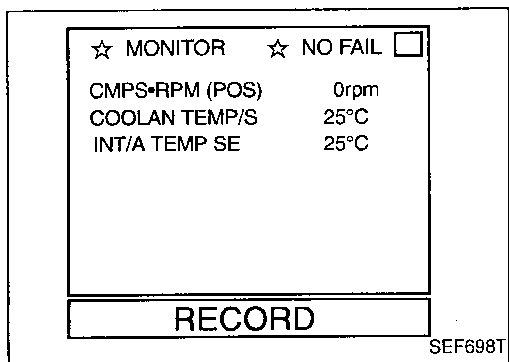 ☆ MONITOR ☆ NO FAIL
CMPS•RPM (POS) 0rpm
COOLAN TEMP/S 25°C
INT/A TEMP SE 25°C
RECORD
SEF698T